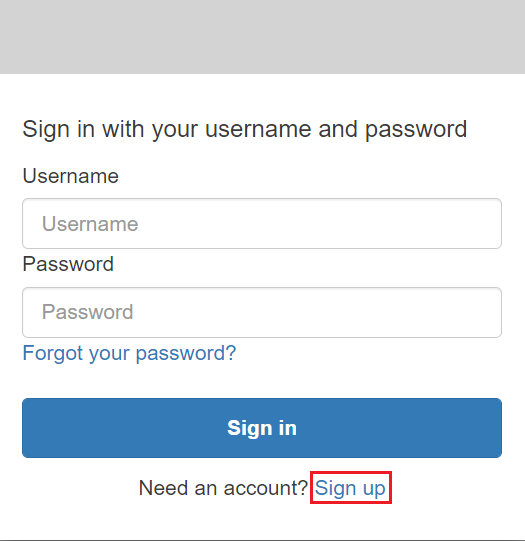 Sign in with your username and password
Username
Username
Password
Password
Forgot your password?
Sign in
Need an account? Sign up